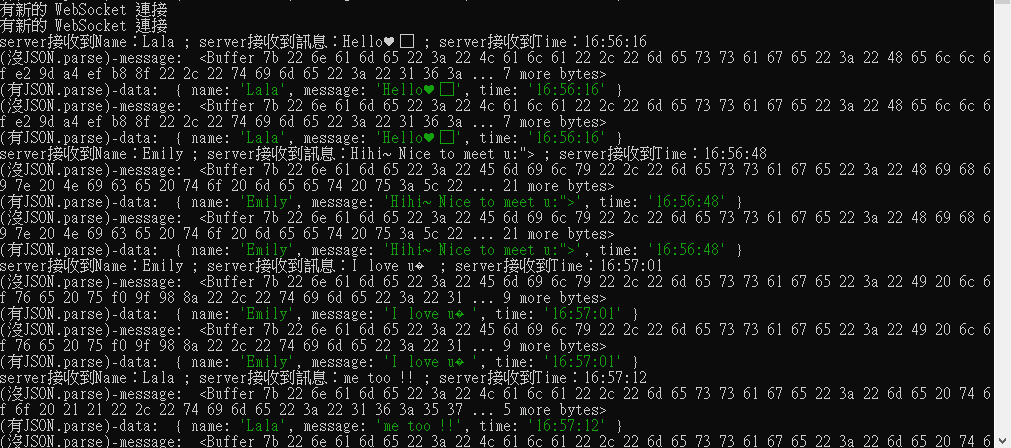 有新的 WebSocket 連接
有新的 WebSocket 連接
server接收到Name：Lala ; server接收到訊息：Hello❤□ ; server接收到Time：16:56:16
(沒JSON.parse)-message:  <Buffer 7b 22 6e 61 6d 65 22 3a 22 4c 61 6c 61 22 2c 22 6d 65 73 73 61 67 65 22 3a 22 48 65 6c 6c 6
f e2 9d a4 ef b8 8f 22 2c 22 74 69 6d 65 22 3a 22 31 36 3a ... 7 more bytes>
(有JSON.parse)-data:  { name: 'Lala', message: 'Hello❤□', time: '16:56:16' }
(沒JSON.parse)-message:  <Buffer 7b 22 6e 61 6d 65 22 3a 22 4c 61 6c 61 22 2c 22 6d 65 73 73 61 67 65 22 3a 22 48 65 6c 6c 6
f e2 9d a4 ef b8 8f 22 2c 22 74 69 6d 65 22 3a 22 31 36 3a ... 7 more bytes>
(有JSON.parse)-data:  { name: 'Lala', message: 'Hello❤□', time: '16:56:16' }
server接收到Name：Emily ; server接收到訊息：Hihi~ Nice to meet u:"> ; server接收到Time：16:56:48
(沒JSON.parse)-message:  <Buffer 7b 22 6e 61 6d 65 22 3a 22 45 6d 69 6c 79 22 2c 22 6d 65 73 73 61 67 65 22 3a 22 48 69 68 6
9 7e 20 4e 69 63 65 20 74 6f 20 6d 65 65 74 20 75 3a 5c 22 ... 21 more bytes>
(有JSON.parse)-data:  { name: 'Emily', message: 'Hihi~ Nice to meet u:">', time: '16:56:48' }
(沒JSON.parse)-message:  <Buffer 7b 22 6e 61 6d 65 22 3a 22 45 6d 69 6c 79 22 2c 22 6d 65 73 73 61 67 65 22 3a 22 48 69 68 6
9 7e 20 4e 69 63 65 20 74 6f 20 6d 65 65 74 20 75 3a 5c 22 ... 21 more bytes>
(有JSON.parse)-data:  { name: 'Emily', message: 'Hihi~ Nice to meet u:">', time: '16:56:48' }
server接收到Name：Emily ; server接收到訊息：I love u�  ; server接收到Time：16:57:01
(沒JSON.parse)-message:  <Buffer 7b 22 6e 61 6d 65 22 3a 22 45 6d 69 6c 79 22 2c 22 6d 65 73 73 61 67 65 22 3a 22 49 20 6c 6
f 76 65 20 75 f0 9f 98 8a 22 2c 22 74 69 6d 65 22 3a 22 31 ... 9 more bytes>
(有JSON.parse)-data:  { name: 'Emily', message: 'I love u� ', time: '16:57:01' }
(沒JSON.parse)-message:  <Buffer 7b 22 6e 61 6d 65 22 3a 22 45 6d 69 6c 79 22 2c 22 6d 65 73 73 61 67 65 22 3a 22 49 20 6c 6
f 76 65 20 75 f0 9f 98 8a 22 2c 22 74 69 6d 65 22 3a 22 31 ... 9 more bytes>
(有JSON.parse)-data:  { name: 'Emily', message: 'I love u� ', time: '16:57:01' }
server接收到Name：Lala ; server接收到訊息：me too !! ; server接收到Time：16:57:12
(沒JSON.parse)-message:  <Buffer 7b 22 6e 61 6d 65 22 3a 22 4c 61 6c 61 22 2c 22 6d 65 73 73 61 67 65 22 3a 22 6d 65 20 74 6
f 6f 20 21 21 22 2c 22 74 69 6d 65 22 3a 22 31 36 3a 35 37 ... 5 more bytes>
(有JSON.parse)-data:  { name: 'Lala', message: 'me too !!', time: '16:57:12' }
(沒JSON.parse)-message:  <Buffer 7b 22 6e 61 6d 65 22 3a 22 4c 61 6c 61 22 2c 22 6d 65 73 73 61 67 65 22 3a 22 6d 65 20 74 6